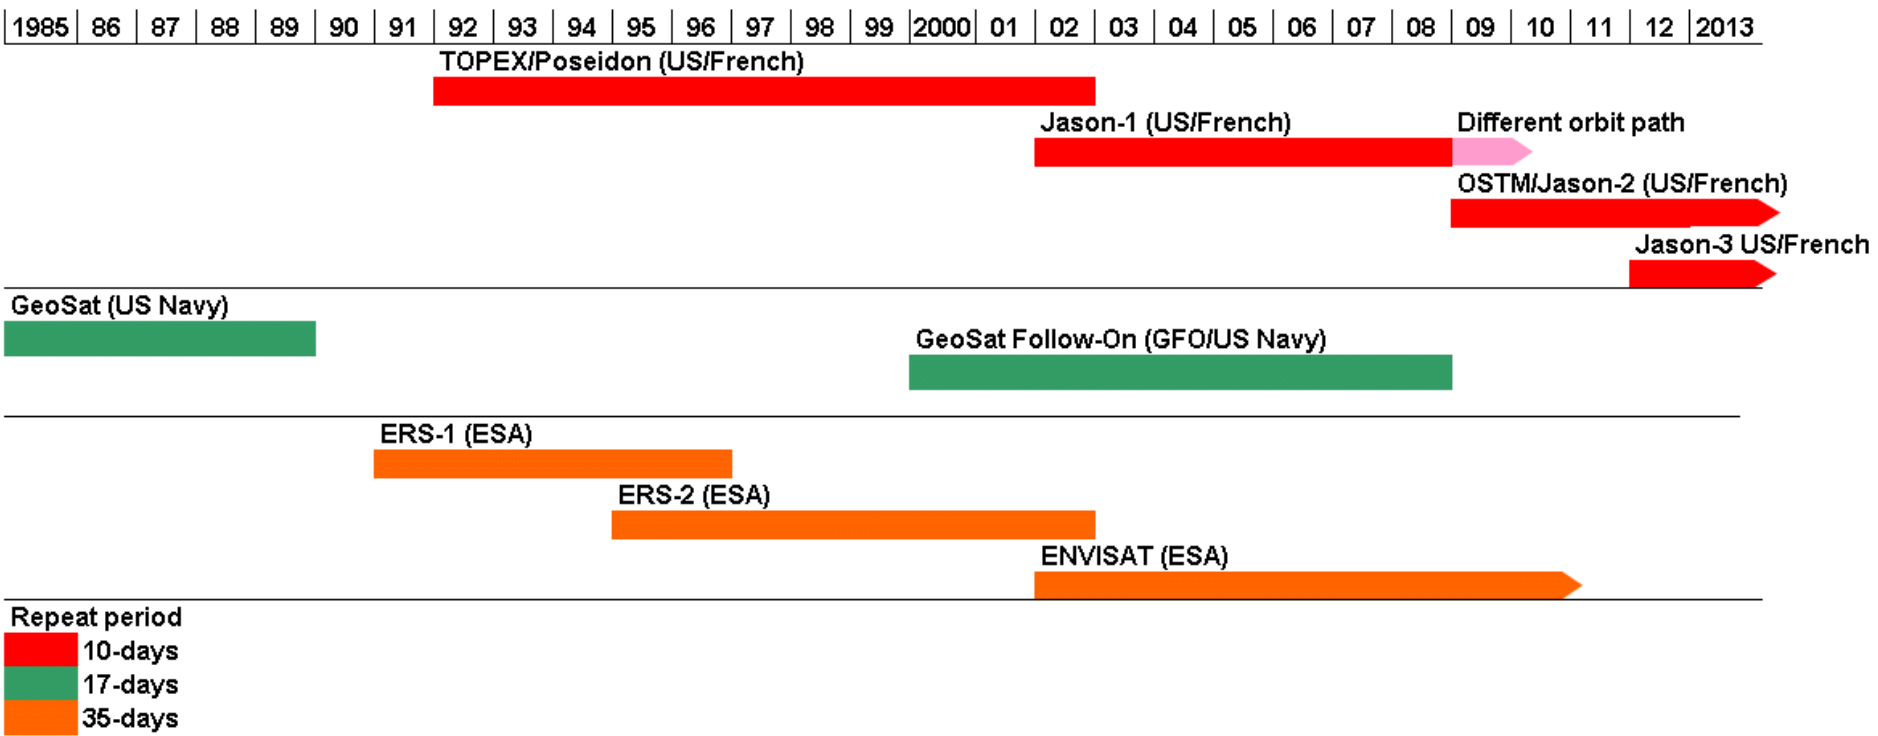 1985 86 87 88 89 90 91 92 93 94 95 96 97 98 99 2000 01 02 03 04 05 06 07 08 09 10 11 12 2013
TOPEX/Poseidon (US/French)
Jason-1 (US/French) Different orbit path
OSTM/Jason-2 (US/French)
Jason-3 US/French
GeoSat (US Navy)
GeoSat Follow-On (GFO/US Navy)
ERS-1 (ESA)
ERS-2 (ESA)
ENVISAT (ESA)
Repeat period
10-days
17-days
35-days